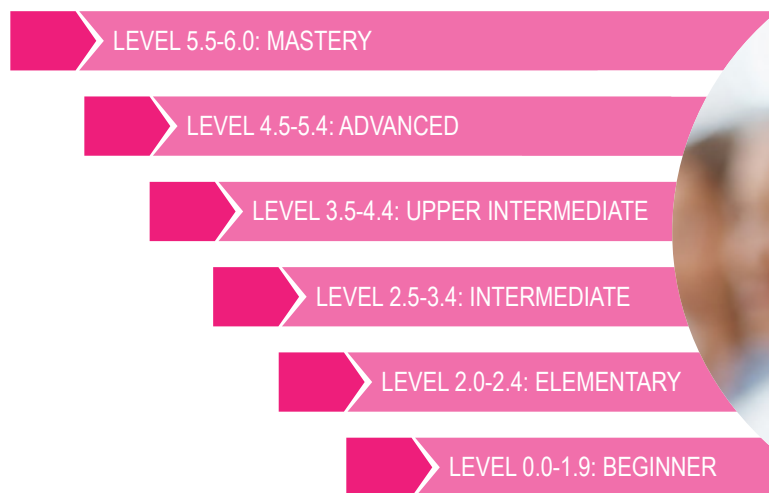 LEVEL 5.5-6.0: MASTERY
LEVEL 4.5-5.4: ADVANCED
LEVEL 3.5-4.4: UPPER INTERMEDIATE
LEVEL 2.5-3.4: INTERMEDIATE
LEVEL 2.0-2.4: ELEMENTARY
LEVEL 0.0-1.9: BEGINNER